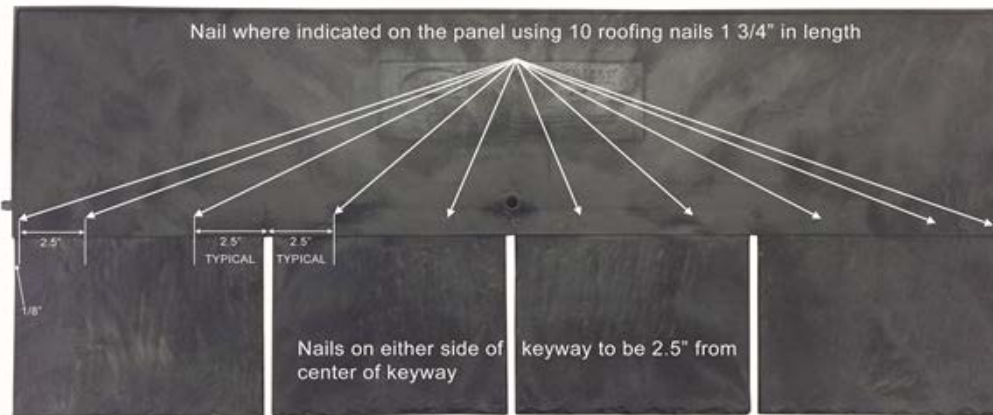 Nail where indicated on the panel using 10 roofing nails 1 3/4” in length
2.5”
2.5”
TYPICAL
2.5”
TYPICAL
1/8”
Nails on either side of keyway to be 2.5” from
center of keyway